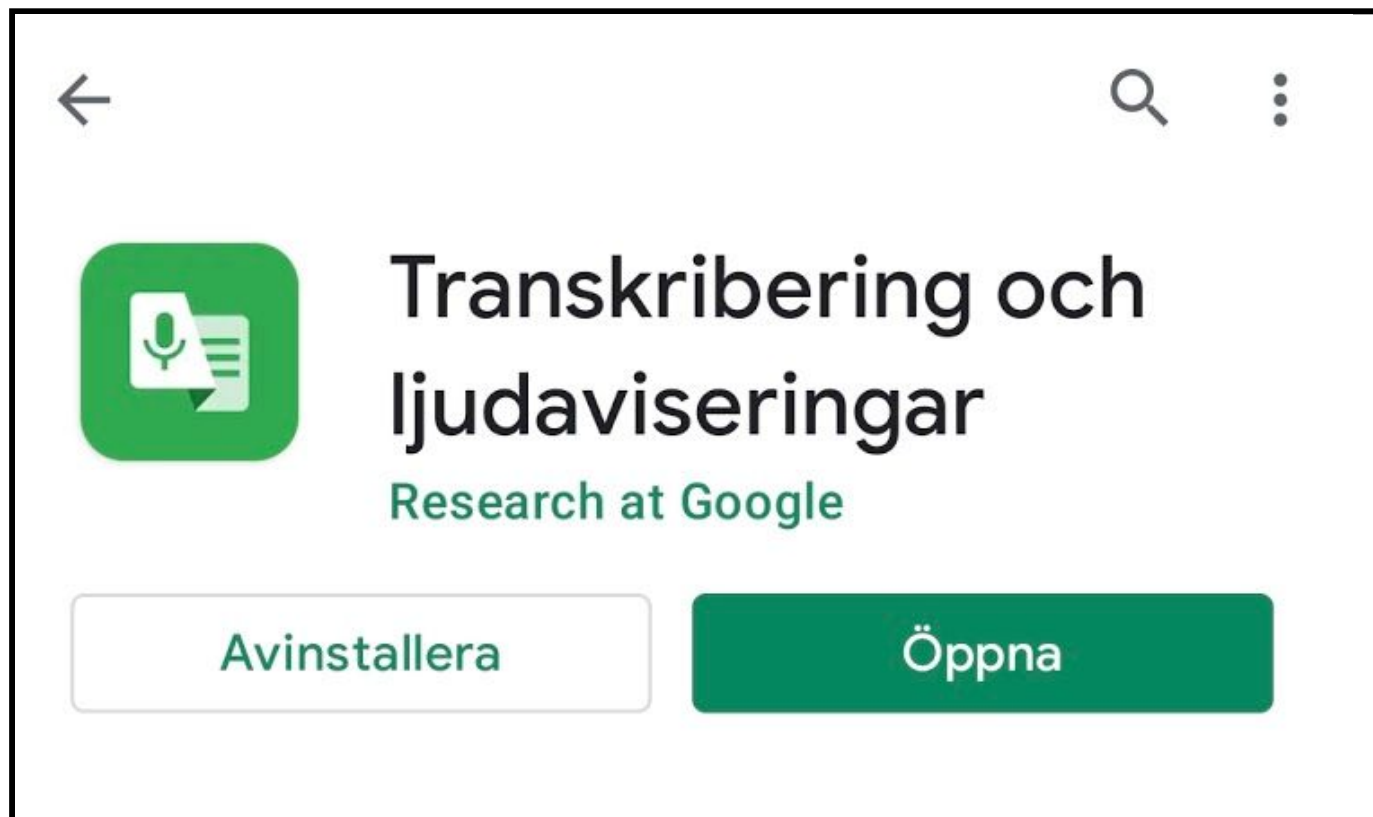 Transkribering och
ljudaviseringar
Research at Google
Avinstallera
Öppna